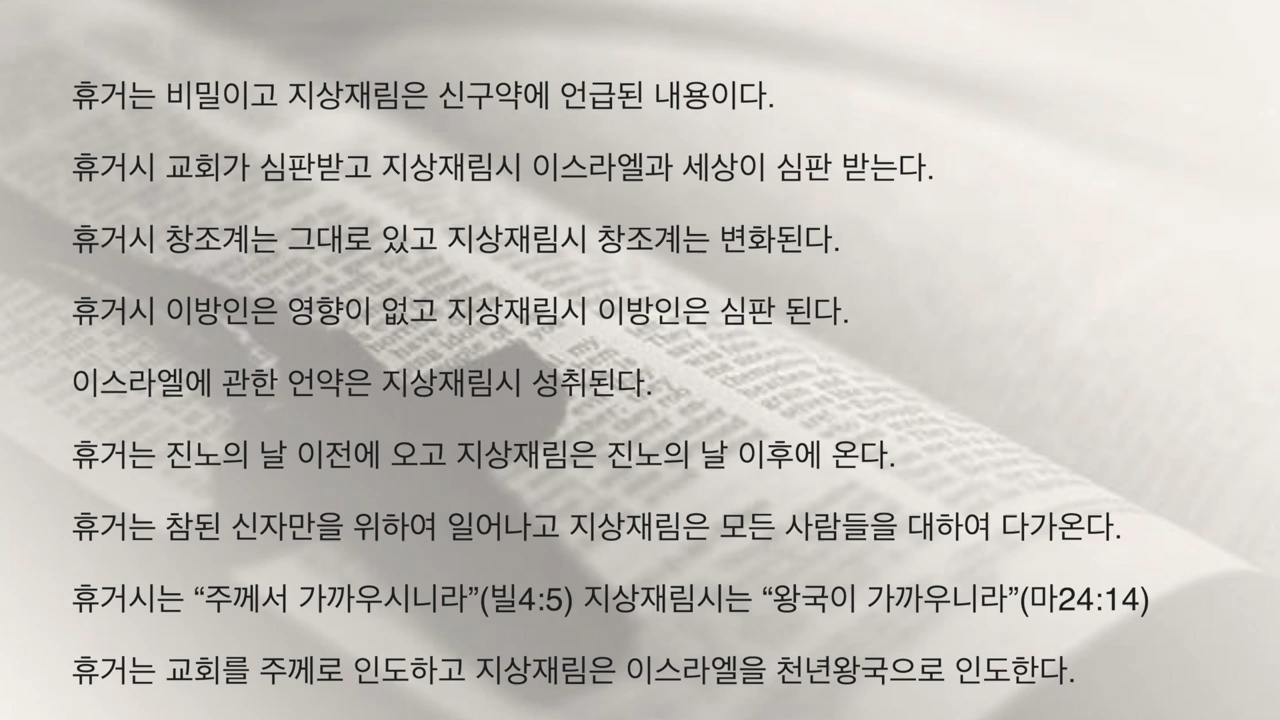 휴거는 비밀이고 지상재림은 신구약에 언급된 내용이다.
휴거시 교회가 심판받고 지상재림시 이스라엘과 세상이 심판 받는다.
휴거시 창조계는 그대로 있고 지상재림시 창조계는 변화된다.
휴거시 이방인은 영향이 없고 지상재림시 이방인은 심판 된다.
이스라엘에 관한 언약은 지상재림시 성취된다.
휴거는 진노의 날 이전에 오고 지상재림은 진노의 날 이후에 온다.
휴거는 참된 신자만을 위하여 일어나고 지상재림은 모든 사람들을 대하여 다가온다.
휴거시는 “주께서 가까우시니라”(빌4:5) 지상재림시는 “왕국이 가까우니라”(마24:14)
휴거는 교회를 주께로 인도하고 지상재림은 이스라엘을 천년왕국으로 인도한다.